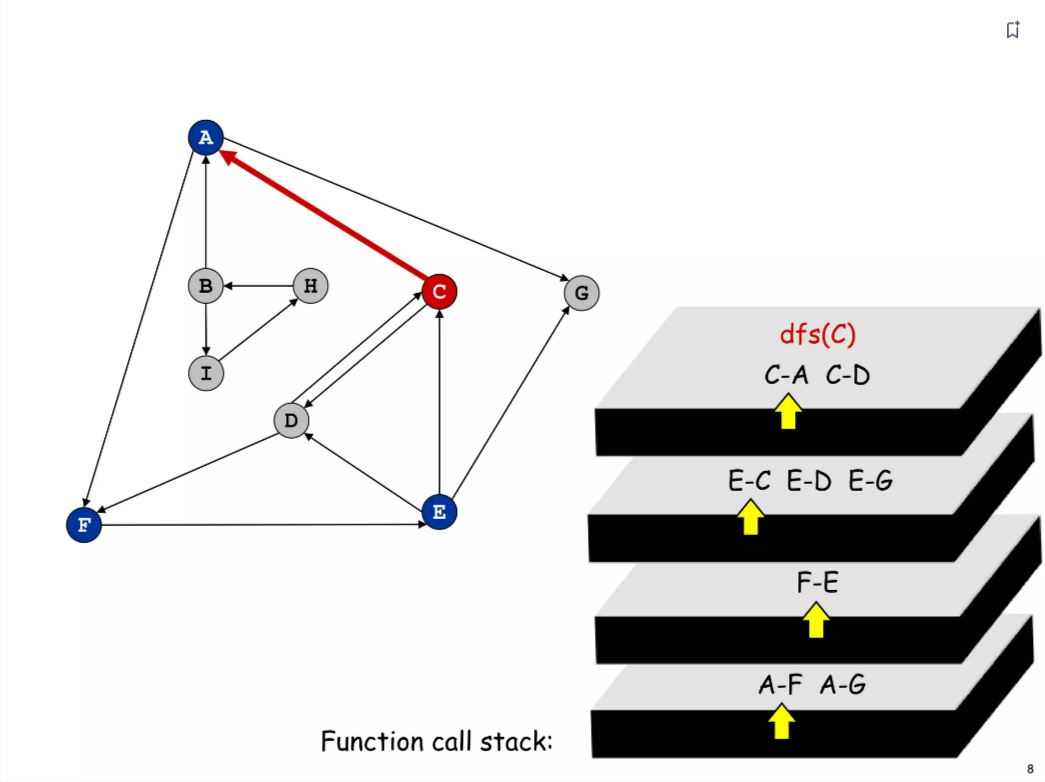 A
B
H
C
G
I
D
F
E
dfs(C)
C-A C-D
E-C E-D E-G
F-E
A-F A-G
Function call stack:
8